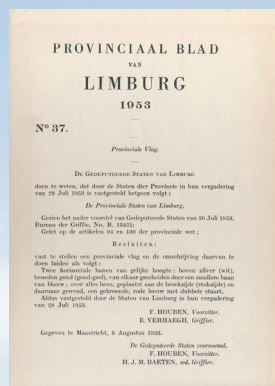 PROVINCIAAL BLAD
VAN
LIMBURG
1953
Nº 37.
Provinciale Vlag.
DE GEDEPUTEERDE STATEN VAN LIMBURG
doen te weten, dat door de Staten dier Provincie in hun vergadering
van 28 Juli 1953 is vastgesteld hetgeen volgt:
De Provinciale Staten van Limburg,
Gezien het nader voorstel van Gedeputeerde Staten van 20 Juli 1953,
Bureau der Griffie, No. B. 13451;
Gelet op de artikelen 94 en 130 der provinciale wet;
Besluiten:
vast te stellen een provinciale vlag en de omschrijving daarvan te
doen luiden als volgt:
Twee horizontale banen van gelijke hoogte: boven zilver (wit),
beneden goud (goud-geel), van elkaar gescheiden door een smallere baan
van blauw; over alles heen, geplaatst aan de broekzijde (stokzijde) en
daarnaar gewend, een gekroonde, rode leeuw met dubbele staart.
Aldus vastgesteld door de Staten van Limburg in hun vergadering
van 28 Juli 1953.
F. HOUBEN, Voorzitter.
E. VERHAEGH, Griffier.
Gegeven te Maastricht, 5 Augustus 1953.
De Gedeputeerde Staten voornoemd,
F. HOUBEN, Voorzitter.
H. J. M. BAETEN, wd. Griffier.